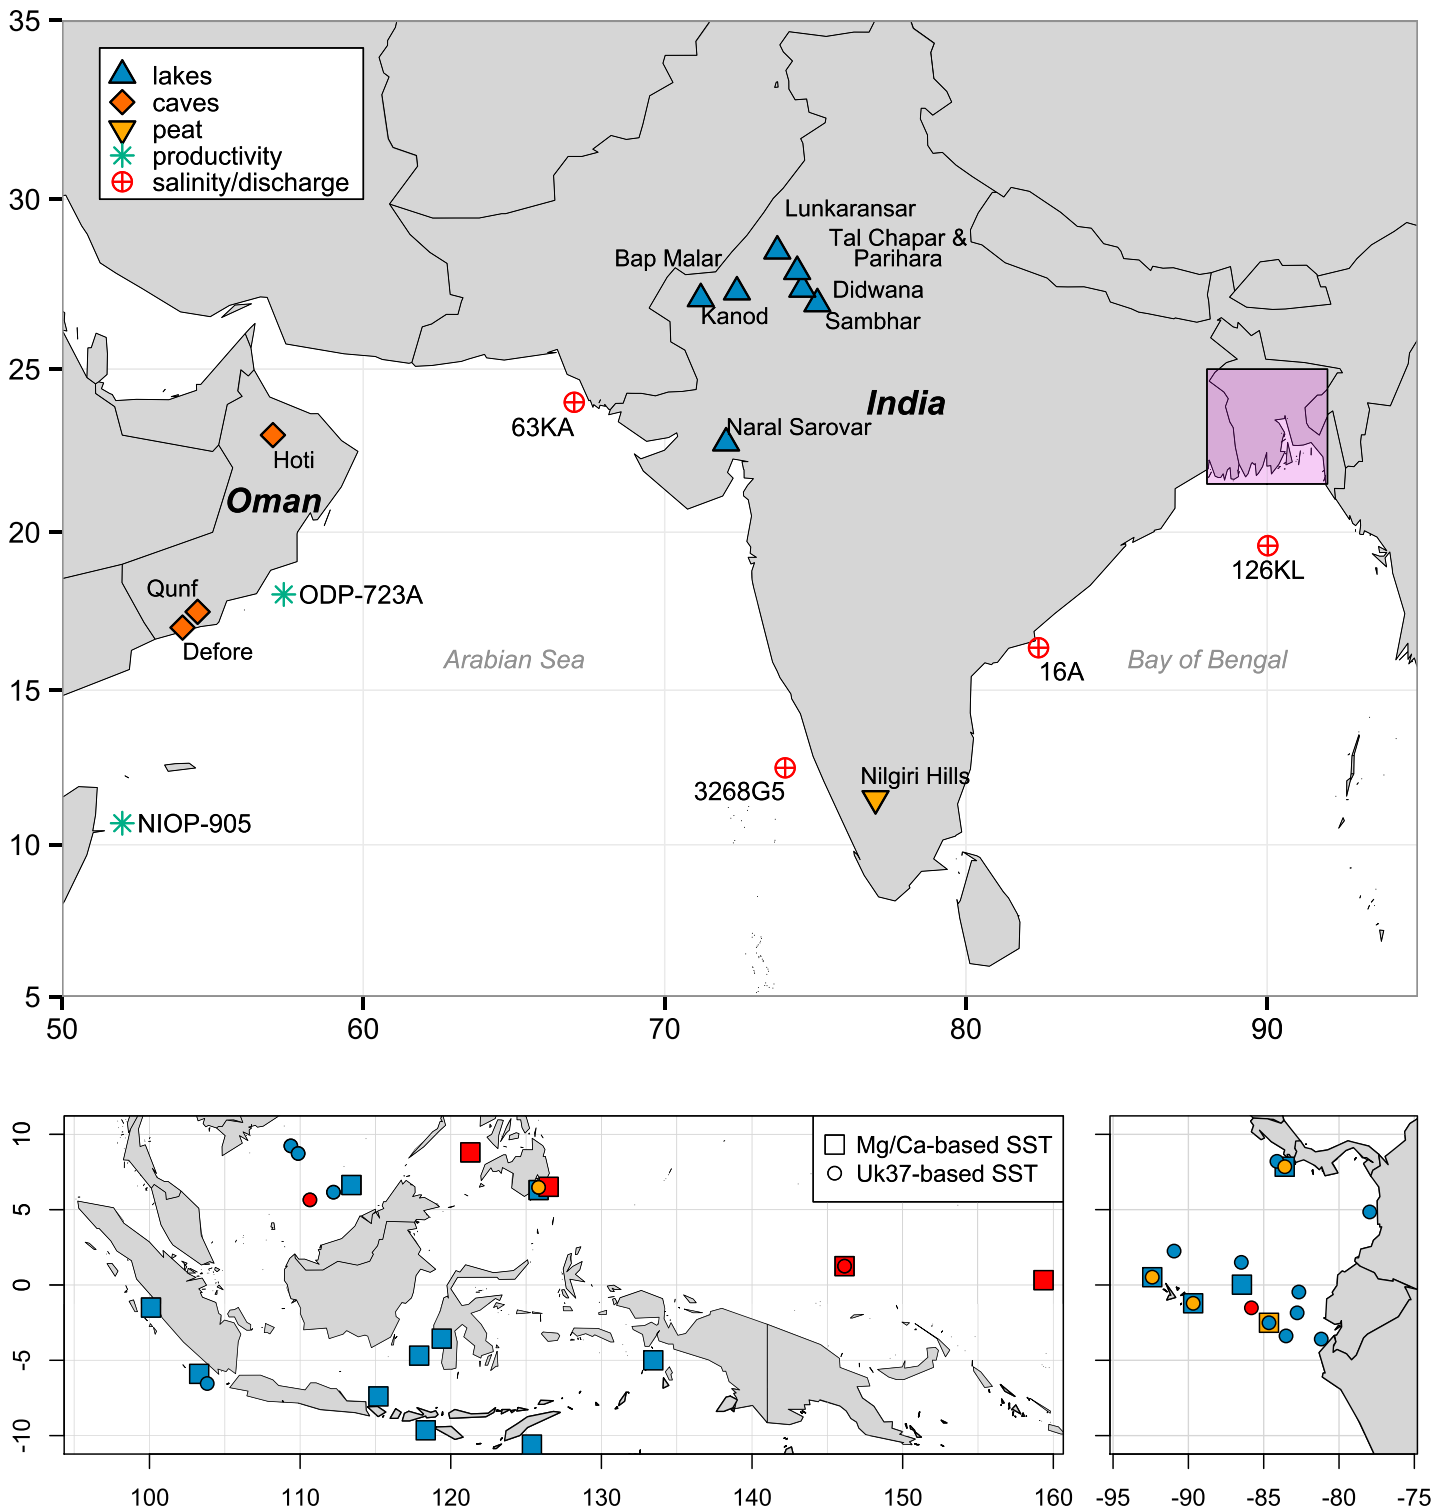 35
lakes
caves
peat
productivity
salinity/discharge
30
Lunkaransar
Tal Chapar &
Parihara
Bap Malar
Didwana
Kanod
Sambhar
25
India
63KA
Naral Sarovar
Hoti
Oman
20
126KL
Qunf
ODP-723A
Defore
Arabian Sea
16A
Bay of Bengal
15
Nilgiri Hills
3268G5
NIOP-905
10
5
50 60 70 80 90
10
5
0
-5
-10
Mg/Ca-based SST
Uk37-based SST
100 110 120 130 140 150 160
-95 -90 -85 -80 -75